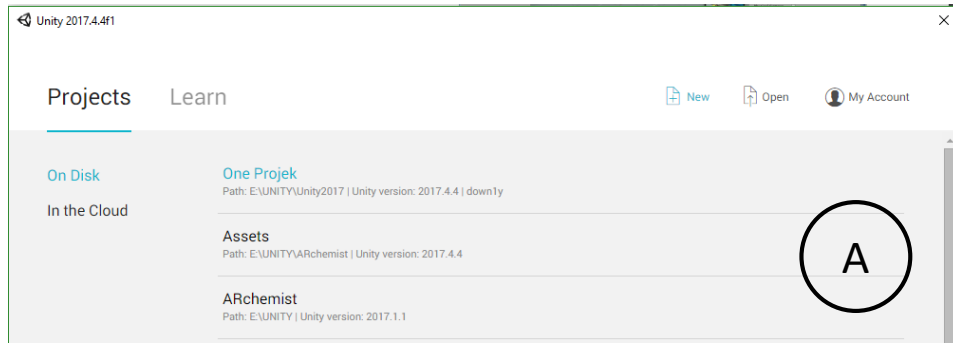 Unity 2017.4.4f1
Projects Learn New Open My Account
On Disk
In the Cloud
One Projek
Path: E:\UNITY\Unity2017 | Unity version: 2017.4.4 | down1y
Assets
Path: E:\UNITY\ARchemist | Unity version: 2017.4.4
ARchemist
Path: E:\UNITY | Unity version: 2017.1.1
A